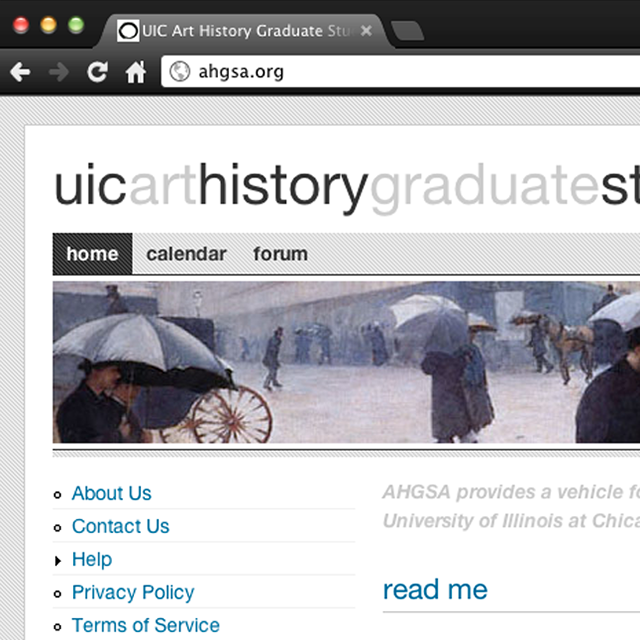 UIC Art History Graduate Stu
ahgsa.org
uicarthistorygraduatest
home calendar forum
About Us
Contact Us
Help
Privacy Policy
Terms of Service
AHGSA provides a vehicle fo
University of Illinois at Chica
read me